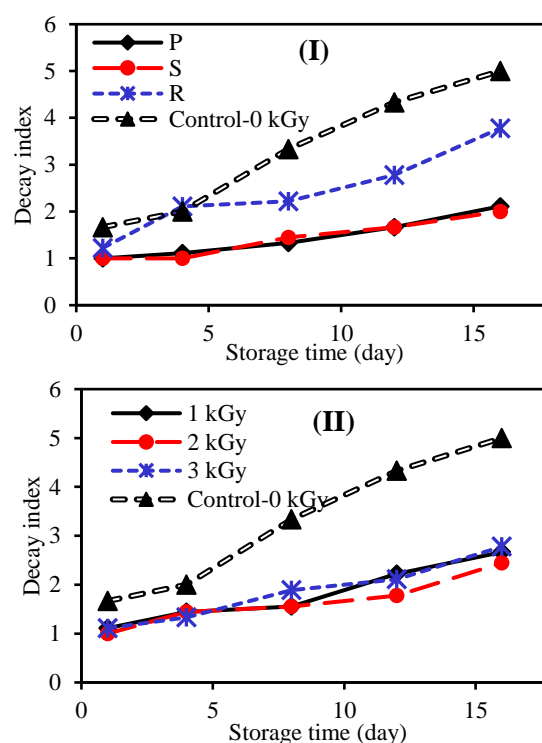 6
5
4
3
2
1
0
Decay index
P
S
R
Control-0 kGy
(I)
0 5 10 15
Storage time (day)
6
5
4
3
2
1
0
Decay index
1 kGy
2 kGy
3 kGy
Control-0 kGy
(II)
0 5 10 15
Storage time (day)